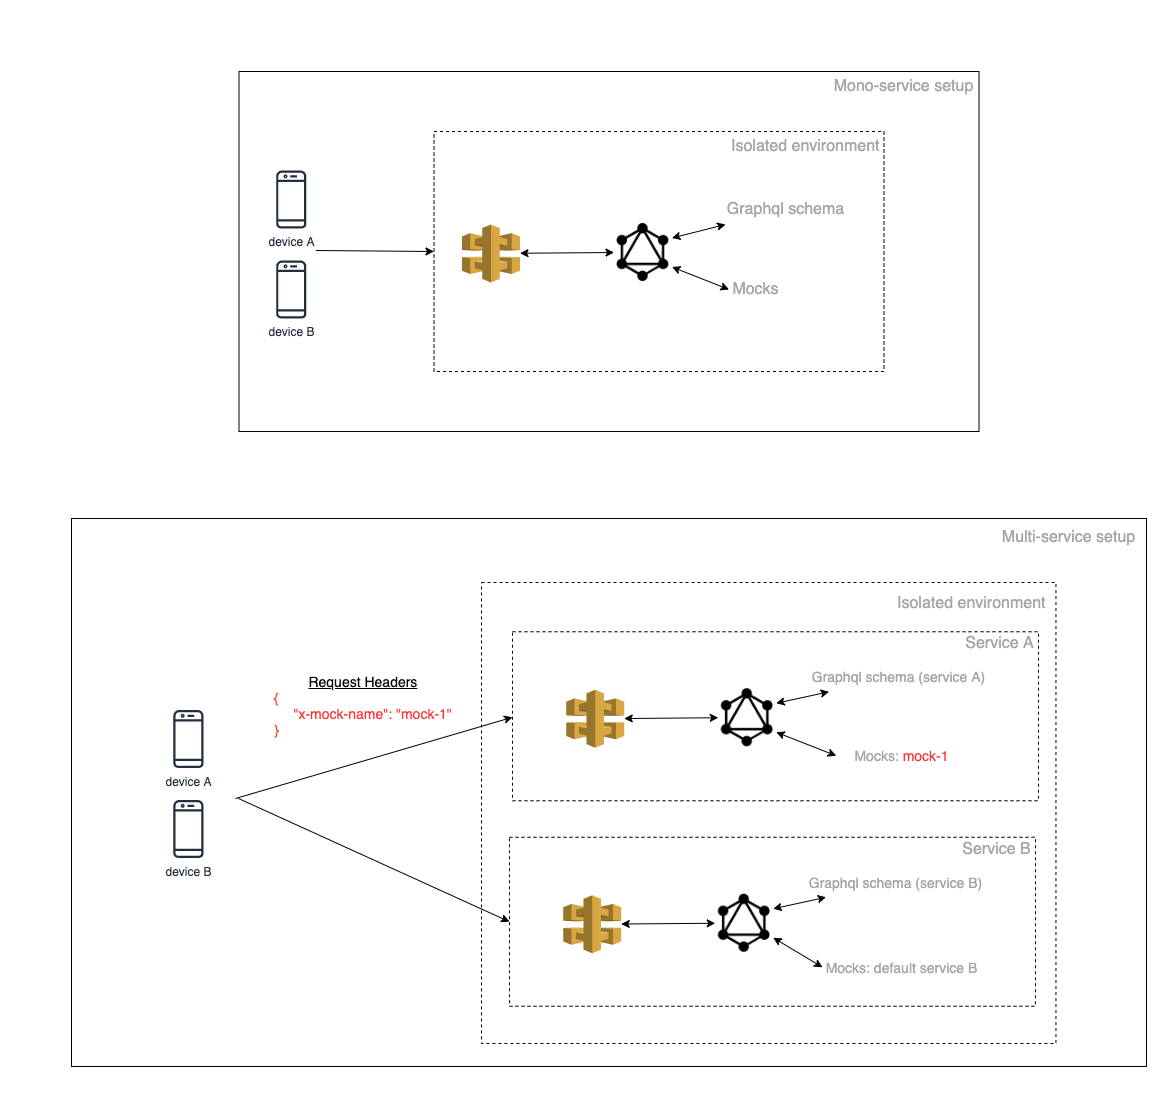 Mono-service setup
Isolated environment
Graphql schema
device A
Mocks
device B
Multi-service setup
Isolated environment
Service A
Request Headers
{
"x-mock-name": "mock-1"
}
Graphql schema (service A)
Mocks: mock-1
device A
device B
Service B
Graphql schema (service B)
Mocks: default service B